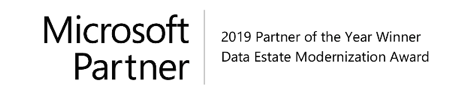 Microsoft
Partner
2019 Partner of the Year Winner
Data Estate Modernization Award